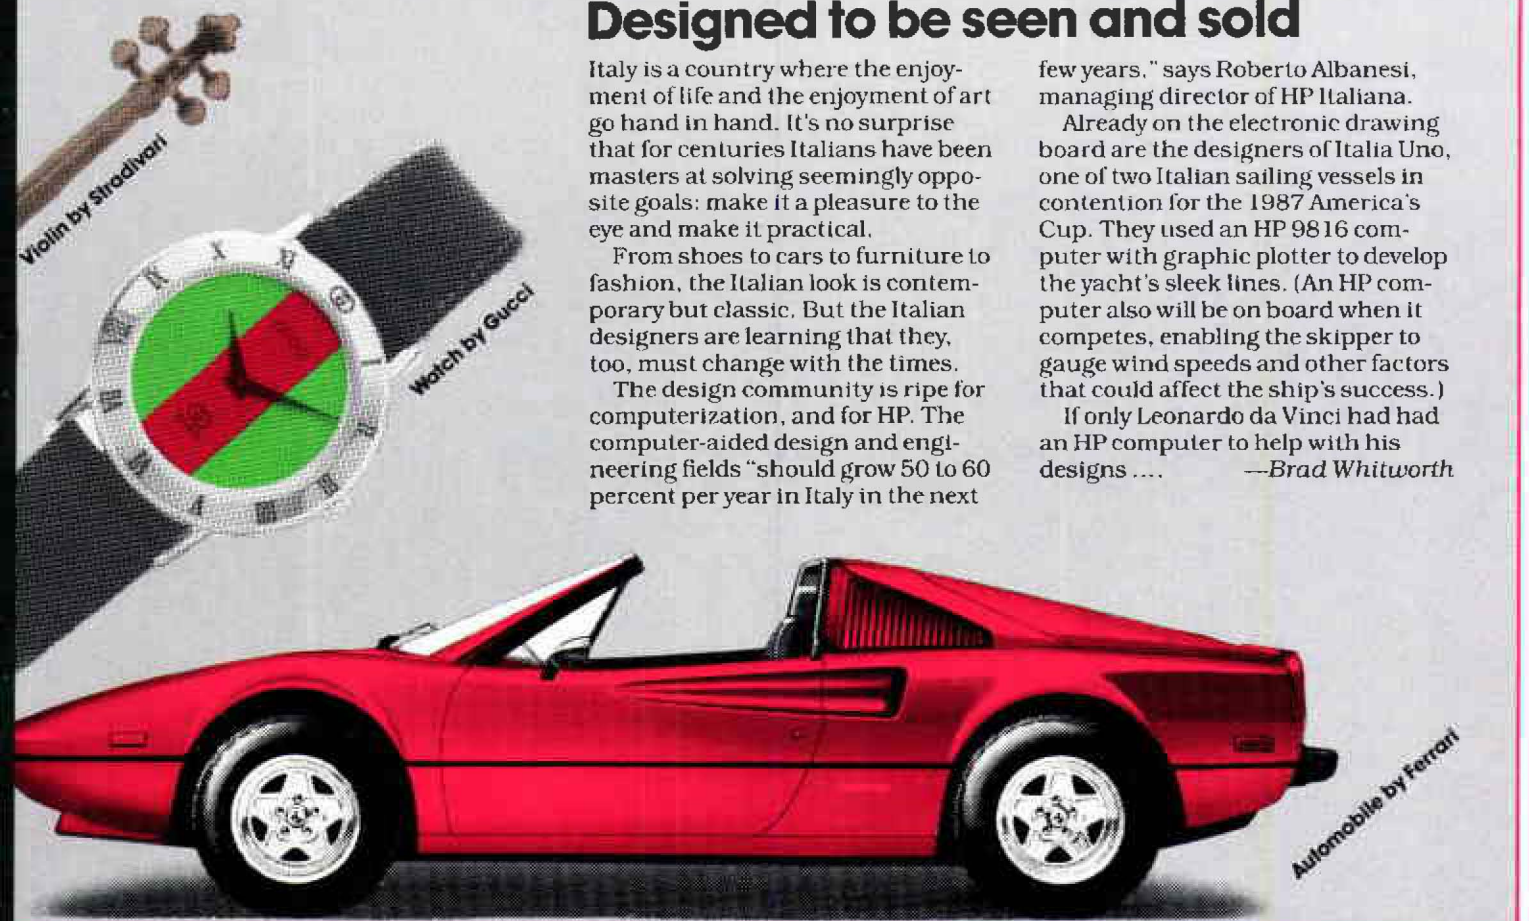 Designed to be seen and sold
Italy is a country where the enjoy-
ment of life and the enjoyment of art
go hand in hand. It's no surprise
that for centuries Italians have been
masters at solving seemingly oppo-
site goals: make it a pleasure to the
eye and make it practical.
From shoes to cars to furniture to
fashion, the Italian look is contem-
porary but classic. But the Italian
designers are learning that they,
too, must change with the times.
The design community is ripe for
computerization, and for HP. The
computer-aided design and engi-
neering fields "should grow 50 to 60
percent per year in Italy in the next
few years," says Roberto Albanesi,
managing director of HP Italiana.
Already on the electronic drawing
board are the designers of Italia Uno,
one of two Italian sailing vessels in
contention for the 1987 America's
Cup. They used an HP 9816 com-
puter with graphic plotter to develop
the yacht's sleek lines. (An HP com-
puter also will be on board when it
competes, enabling the skipper to
gauge wind speeds and other factors
that could affect the ship's success.)
If only Leonardo da Vinci had had
an HP computer to help with his
designs .... —Brad Whitworth
Violin by Stradivari
Watch by Gucci
Automobile by Ferrari